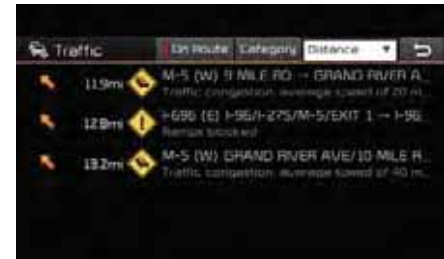 Traffic On Route Category Distance
11.9mi M-5 (W) 9 MILE RD → GRAND RIVER A...
Traffic congestion, average speed of 20 m...
12.8mi I-696 (E) I-96/I-275/M-5/EXIT 1 → I-96...
Ramps blocked
13.2mi M-5 (W) GRAND RIVER AVE/10 MILE R...
Traffic congestion, average speed of 40 m...